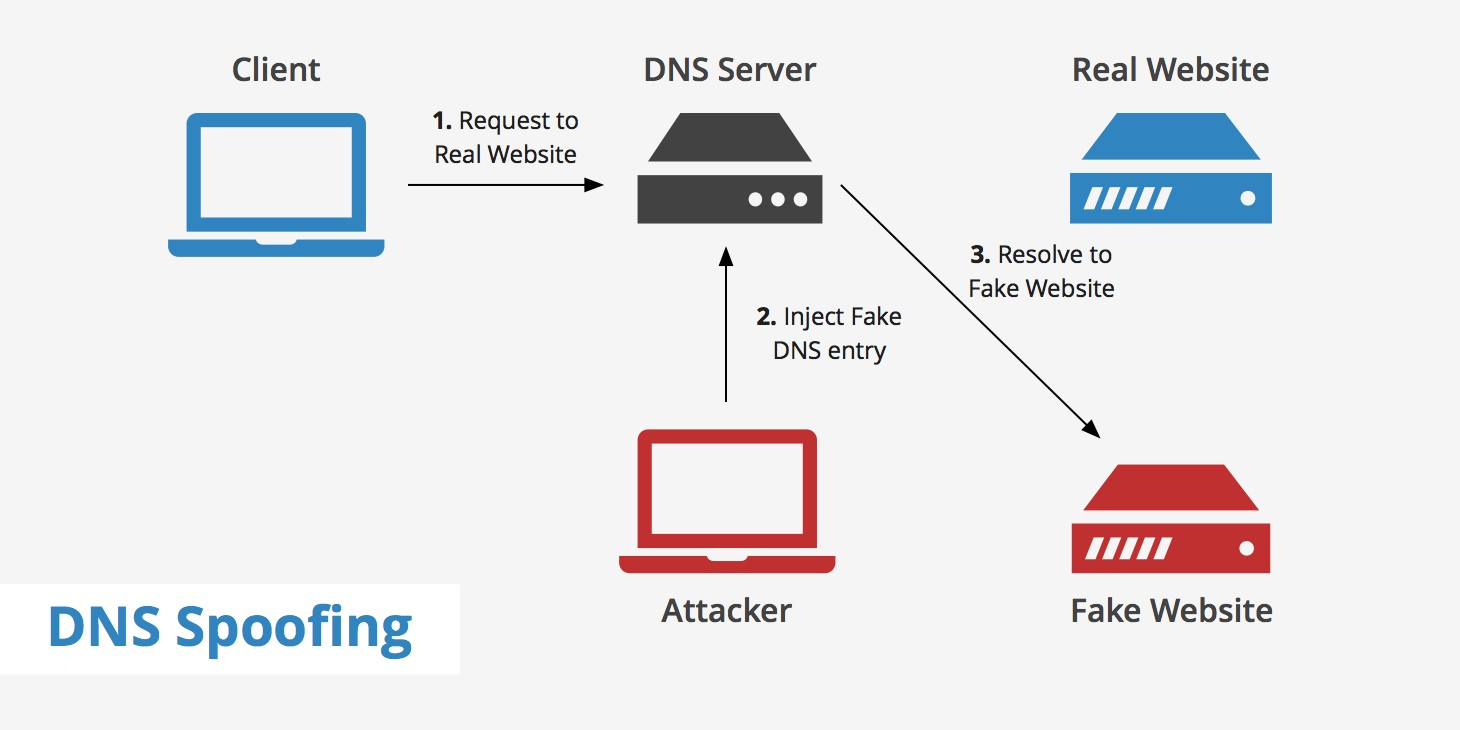 Client
DNS Server
Real Website
1. Request to
Real Website
3. Resolve to
Fake Website
2. Inject Fake
DNS entry
Attacker
Fake Website
DNS Spoofing